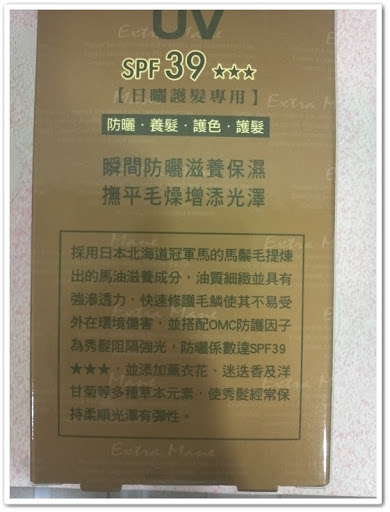 UV
SPF 39 ★★★
【日曬護髮專用】
防曬・養髮・護色・護髮
瞬間防曬滋養保濕
撫平毛燥增添光澤
採用日本北海道冠軍馬的馬鬃毛提煉
出的馬油滋養成分，油質細緻並具有
強滲透力，快速修護毛鱗使其不易受
外在環境傷害，並搭配OMC防護因子
為秀髮阻隔強光，防曬係數達SPF39
★★★，並添加薰衣花、迷迭香及洋
甘菊等多種草本元素，使秀髮經常保
持柔順光澤有彈性。
Extra Mane